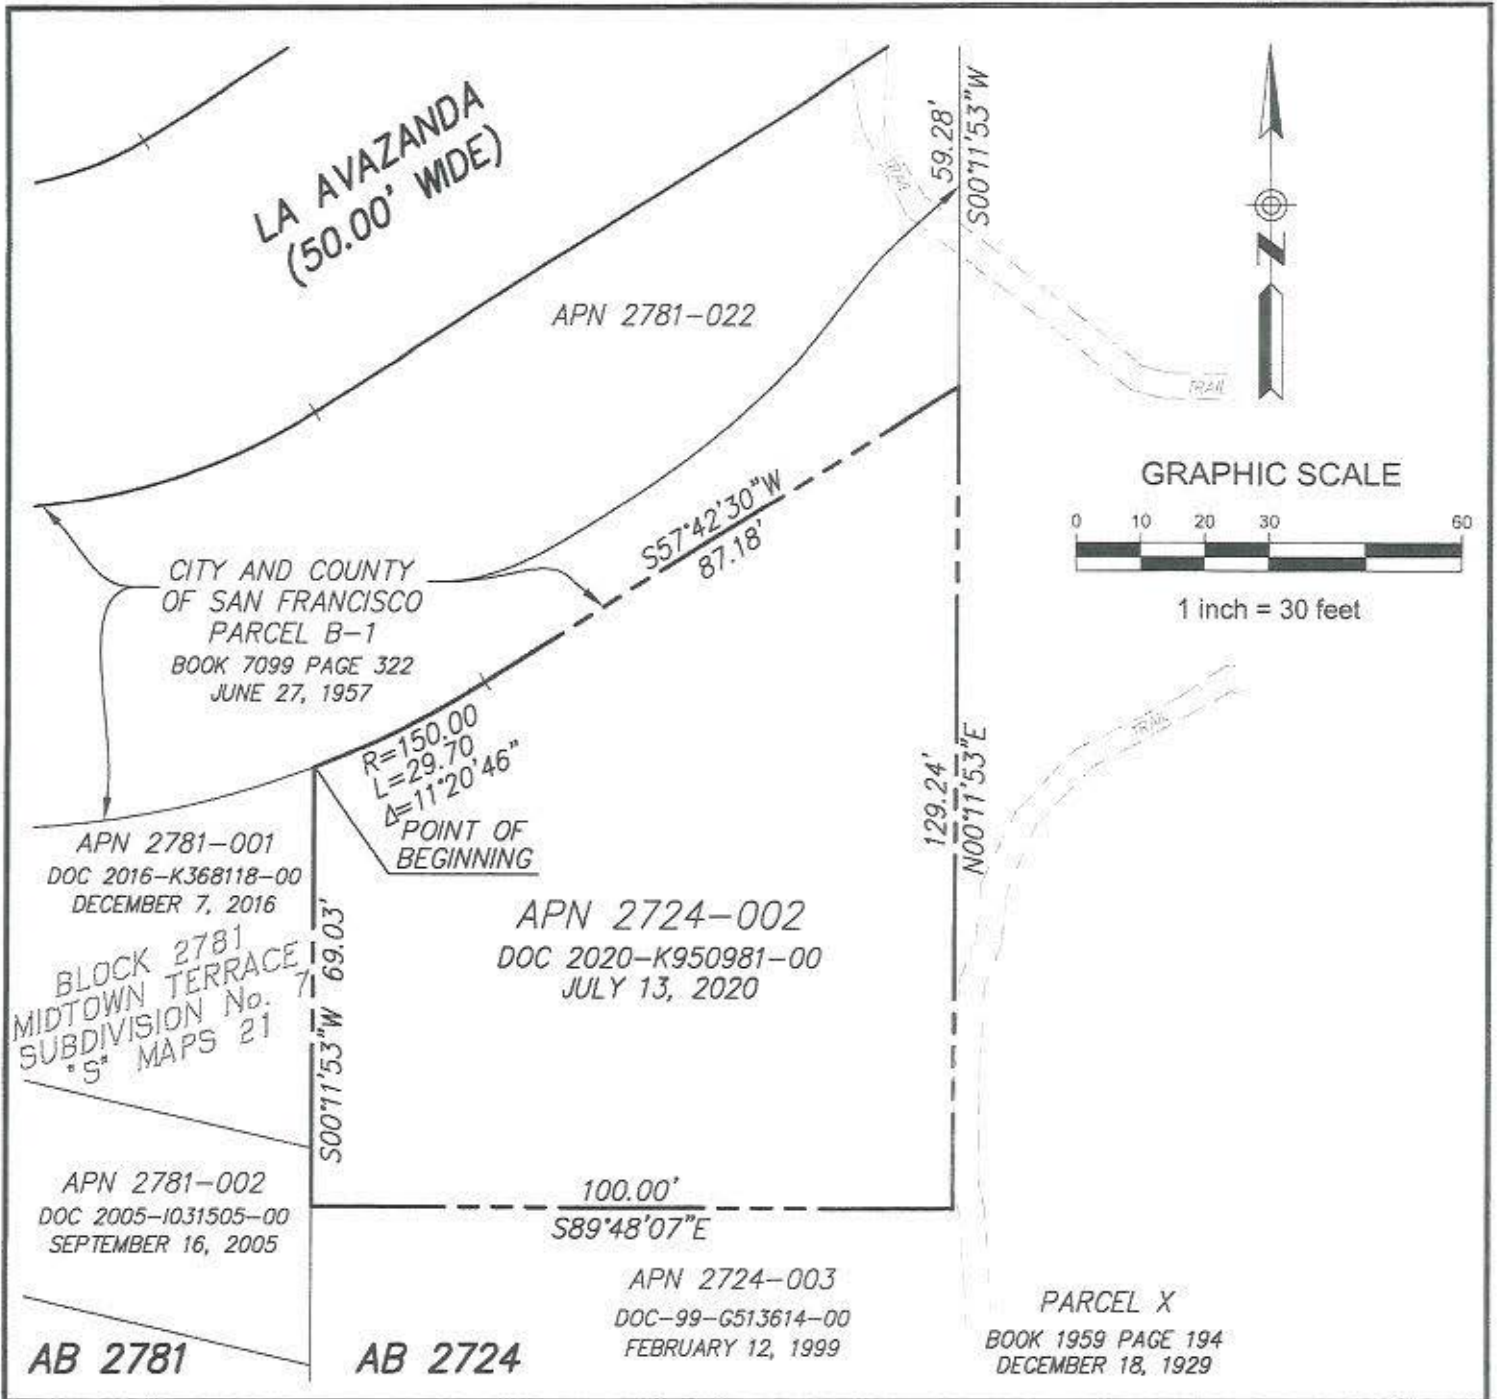 LA AVAZANDA
(50.00' WIDE)
59.28'
S00°11'53"W
TRAIL
APN 2781-022
TRAIL
N
GRAPHIC SCALE
0 10 20 30 60
1 inch = 30 feet
S57°42'30"W
87.18'
CITY AND COUNTY
OF SAN FRANCISCO
PARCEL B-1
BOOK 7099 PAGE 322
JUNE 27, 1957
R=150.00
L=29.70
Δ=11°20'46"
POINT OF
BEGINNING
TRAIL
129.24'
N00°11'53"E
APN 2781-001
DOC 2016-K368118-00
DECEMBER 7, 2016
BLOCK 2781
MIDTOWN TERRACE
SUBDIVISION No. 7
"S" MAPS 21
S00°11'53"W 69.03'
APN 2724-002
DOC 2020-K950981-00
JULY 13, 2020
APN 2781-002
DOC 2005-I031505-00
SEPTEMBER 16, 2005
100.00'
S89°48'07"E
APN 2724-003
DOC-99-G513614-00
FEBRUARY 12, 1999
PARCEL X
BOOK 1959 PAGE 194
DECEMBER 18, 1929
AB 2781
AB 2724